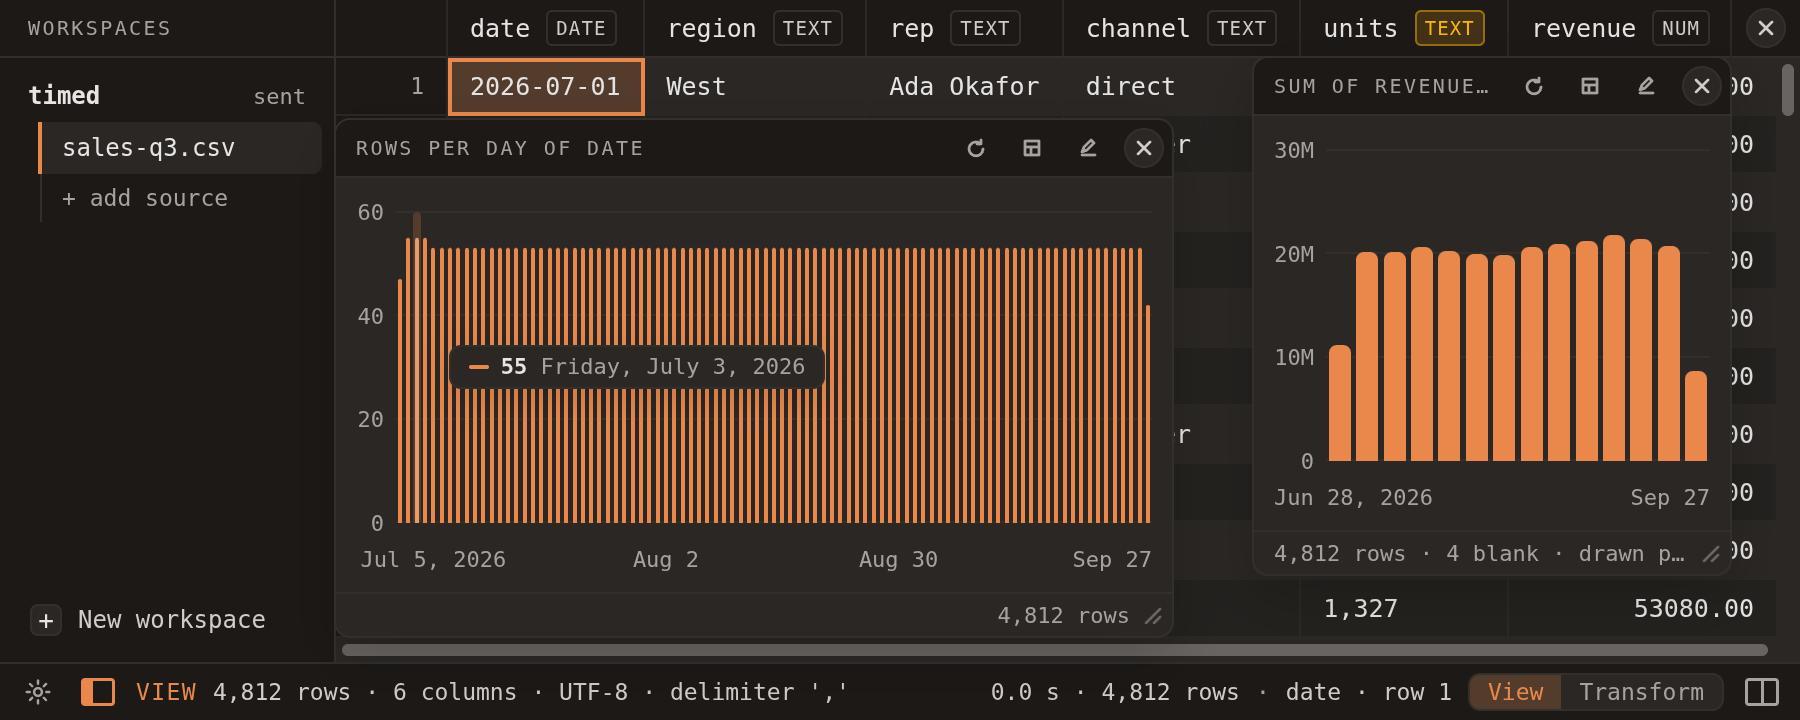 WORKSPACES
date DATE region TEXT rep TEXT channel TEXT units TEXT revenue NUM
timed sent
sales-q3.csv
+ add source
+ New workspace
1 2026-07-01 West Ada Okafor direct
ROWS PER DAY OF DATE
60
40
20
0
55 Friday, July 3, 2026
Jul 5, 2026 Aug 2 Aug 30 Sep 27
4,812 rows
SUM OF REVENUE…
30M
20M
10M
0
Jun 28, 2026 Sep 27
4,812 rows · 4 blank · drawn p…
1,327 53080.00
VIEW 4,812 rows · 6 columns · UTF-8 · delimiter ',' 0.0 s · 4,812 rows · date · row 1 View Transform